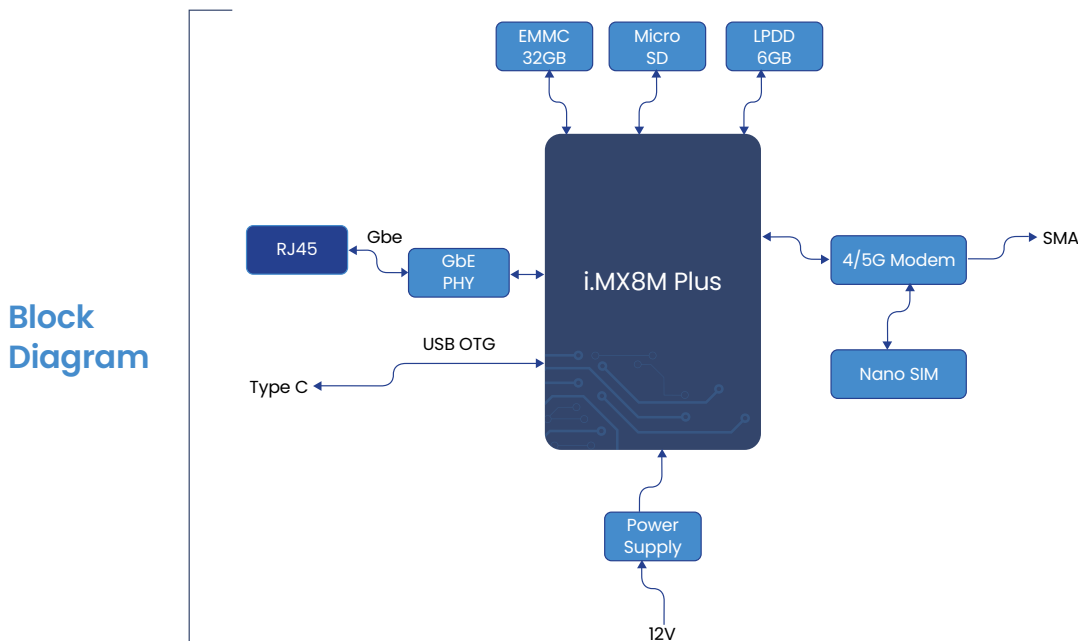 EMMC
32GB
Micro
SD
LPDD
6GB
RJ45
Gbe
GbE
PHY
i.MX8M Plus
4/5G Modem
SMA
Block
Diagram
USB OTG
Type C
Nano SIM
Power
Supply
12V